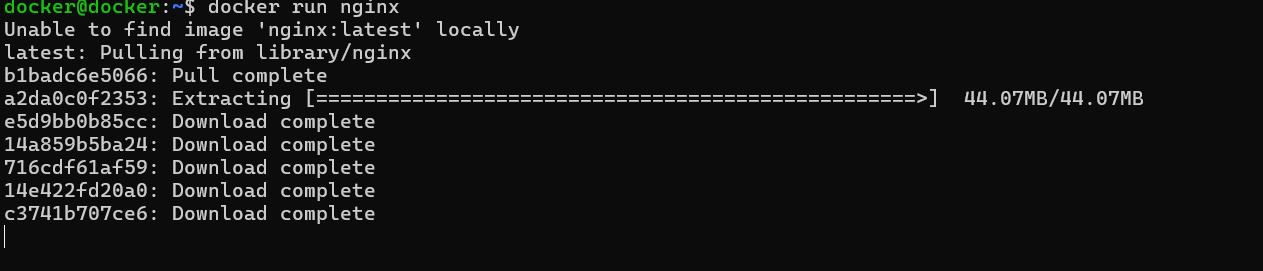 docker@docker:~$ docker run nginx
Unable to find image 'nginx:latest' locally
latest: Pulling from library/nginx
b1badc6e5066: Pull complete
a2da0c0f2353: Extracting [==================================================>]  44.07MB/44.07MB
e5d9bb0b85cc: Download complete
14a859b5ba24: Download complete
716cdf61af59: Download complete
14e422fd20a0: Download complete
c3741b707ce6: Download complete